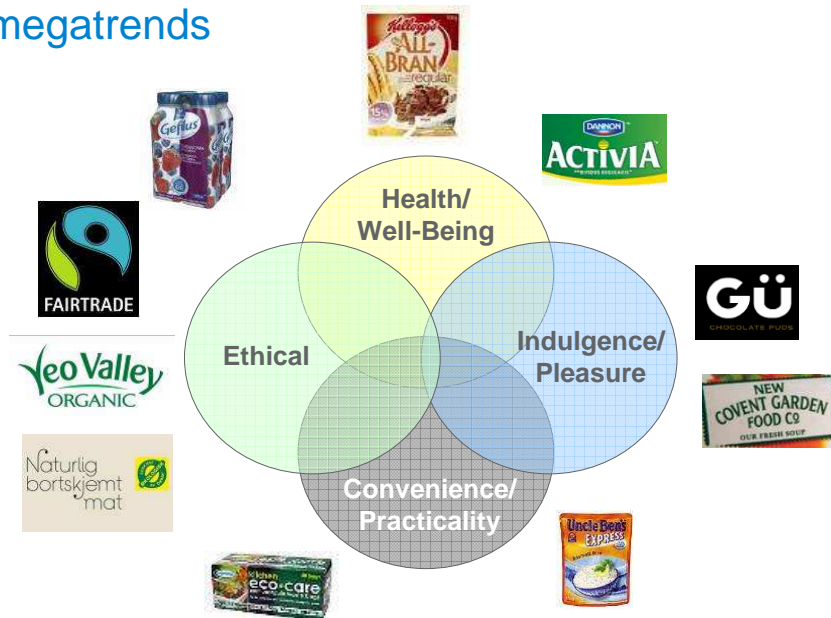 megatrends
Kellogg's
ALL-
BRAN
regular
15%
Gefilus
DANNON
ACTIVIA
Health/
Well-Being
FAIRTRADE
GÜ
CHOCOLATE PUDS
Yeo Valley
ORGANIC
Ethical
Indulgence/
Pleasure
NEW
COVENT GARDEN
FOOD Co
OUR FRESH SOUP
Naturlig
bortskjemt
mat
Convenience/
Practicality
Uncle Ben's
EXPRESS
kitchen
eco-care